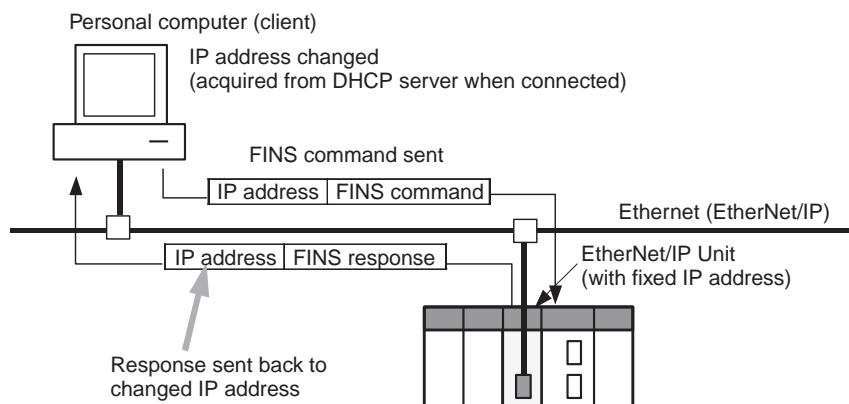 Personal computer (client)
IP address changed
(acquired from DHCP server when connected)
FINS command sent
IP address FINS command
Ethernet (EtherNet/IP)
IP address FINS response
EtherNet/IP Unit
(with fixed IP address)
Response sent back to
changed IP address